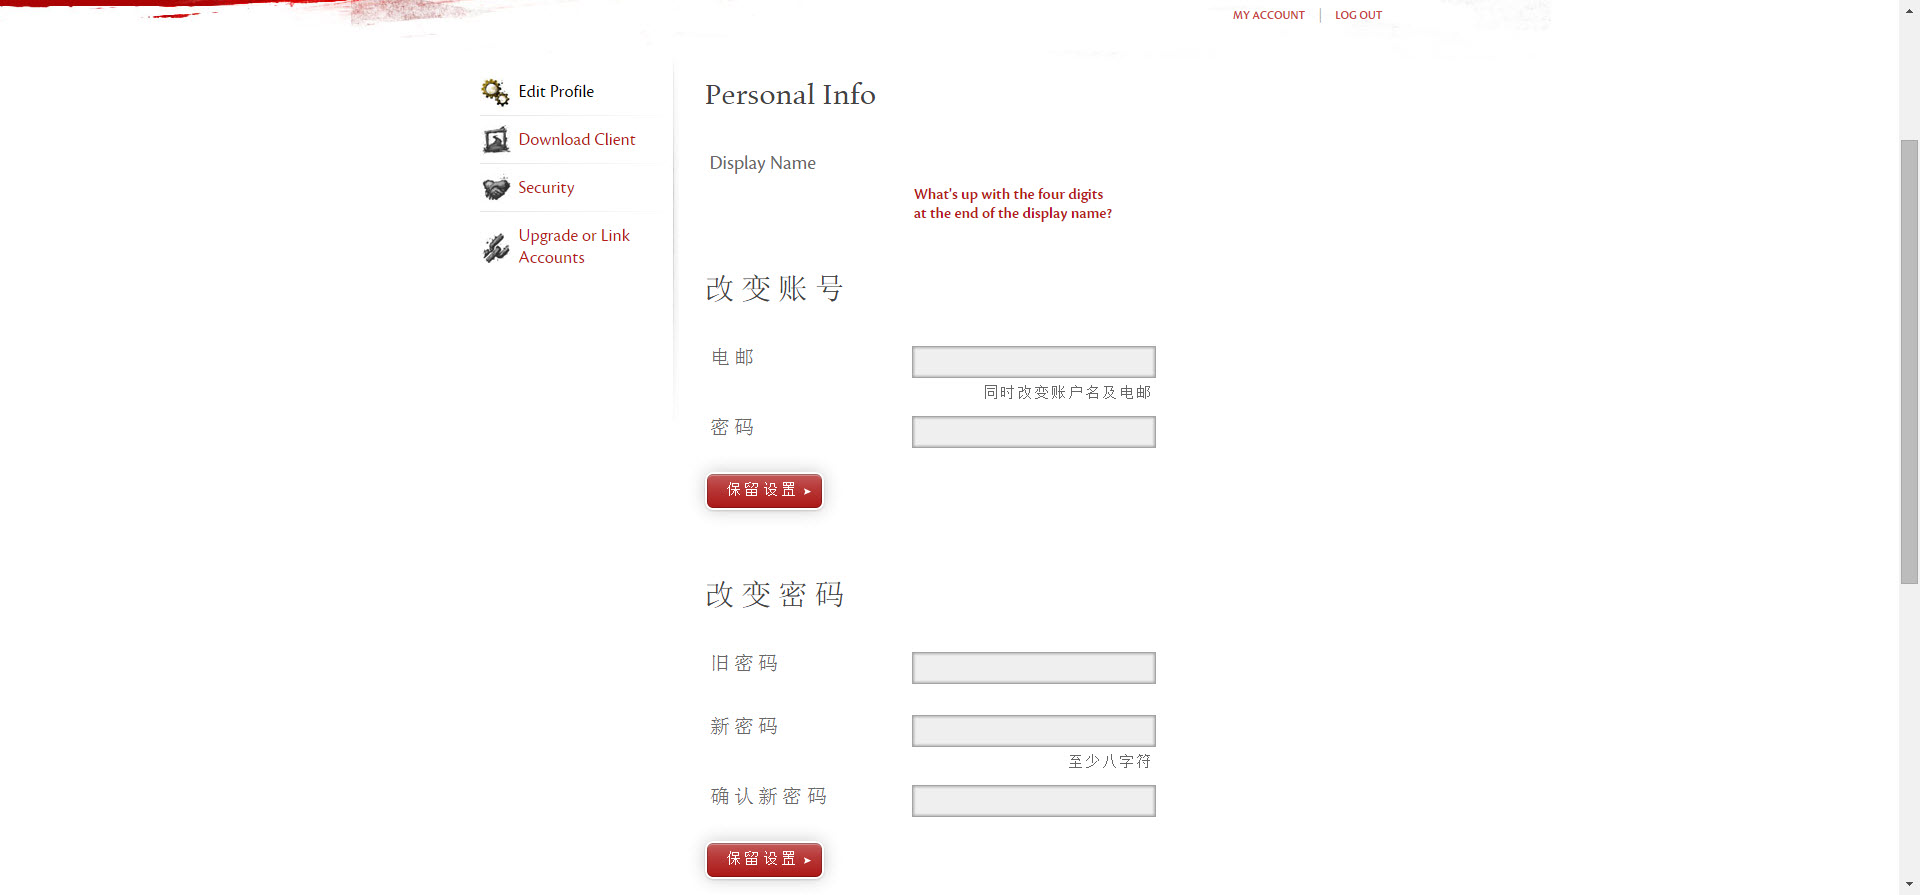 MY ACCOUNT | LOG OUT
Edit Profile
Download Client
Security
Upgrade or Link
Accounts
Personal Info
Display Name
What's up with the four digits
at the end of the display name?
改变账号
电邮
同时改变账户名及电邮
密码
保留设置
改变密码
旧密码
新密码
至少八字符
确认新密码
保留设置